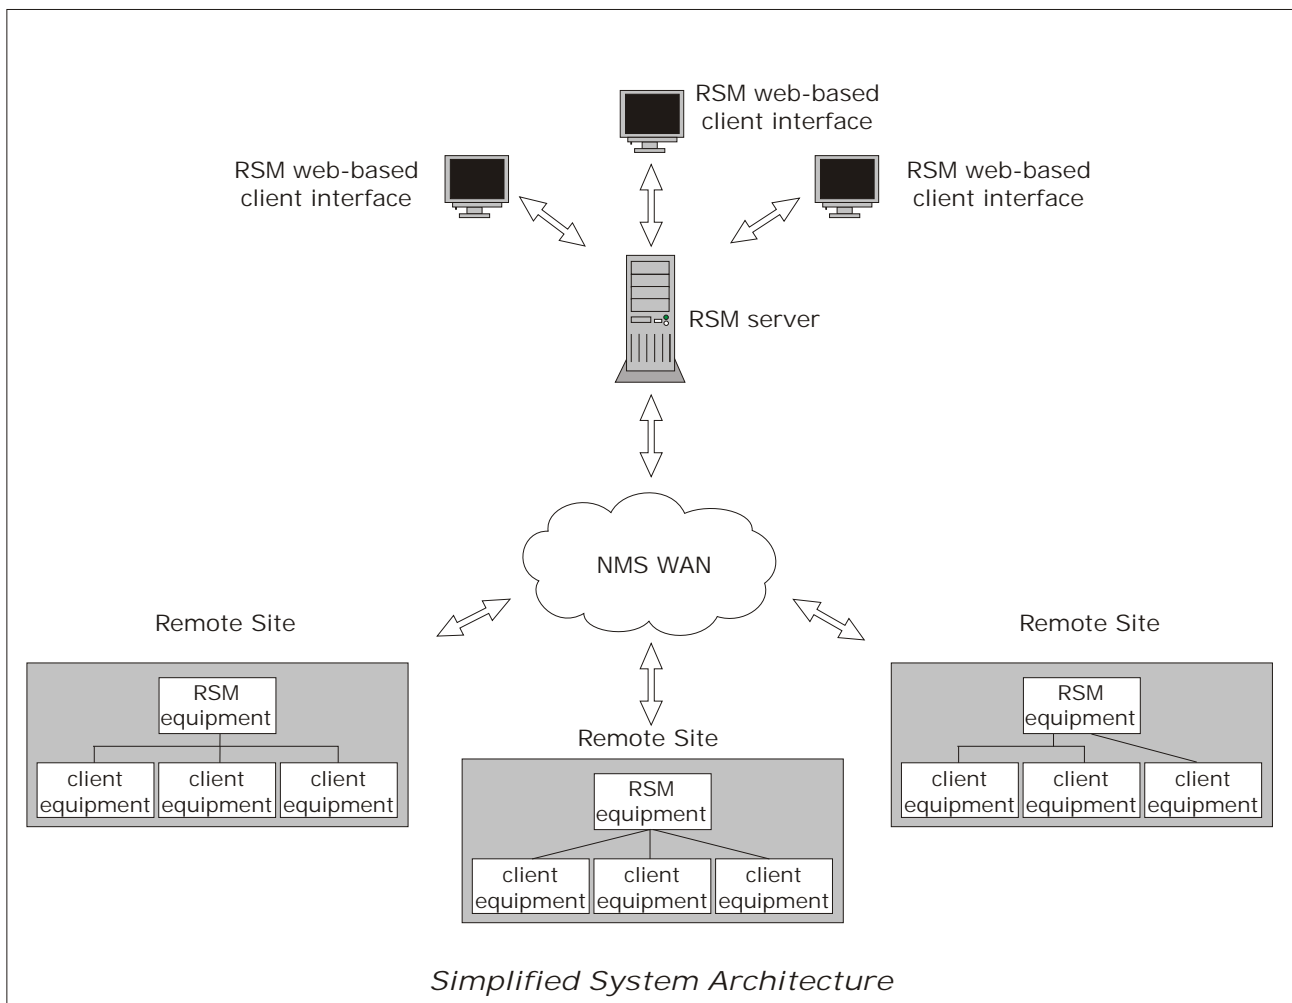 RSM web-based
client interface
RSM web-based
client interface
RSM web-based
client interface
RSM server
NMS WAN
Remote Site
RSM
equipment
client
equipment
client
equipment
client
equipment
Remote Site
RSM
equipment
client
equipment
client
equipment
client
equipment
Remote Site
RSM
equipment
client
equipment
client
equipment
client
equipment
Simplified System Architecture